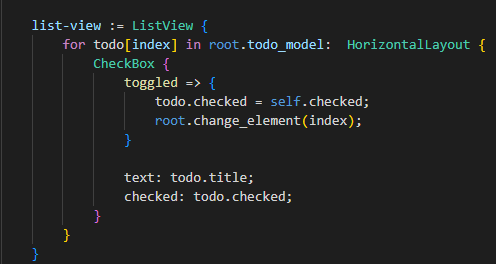 list-view := ListView {
for todo[index] in root.todo_model:  HorizontalLayout {
CheckBox {
toggled => {
todo.checked = self.checked;
root.change_element(index);
}
text: todo.title;
checked: todo.checked;
}
}
}